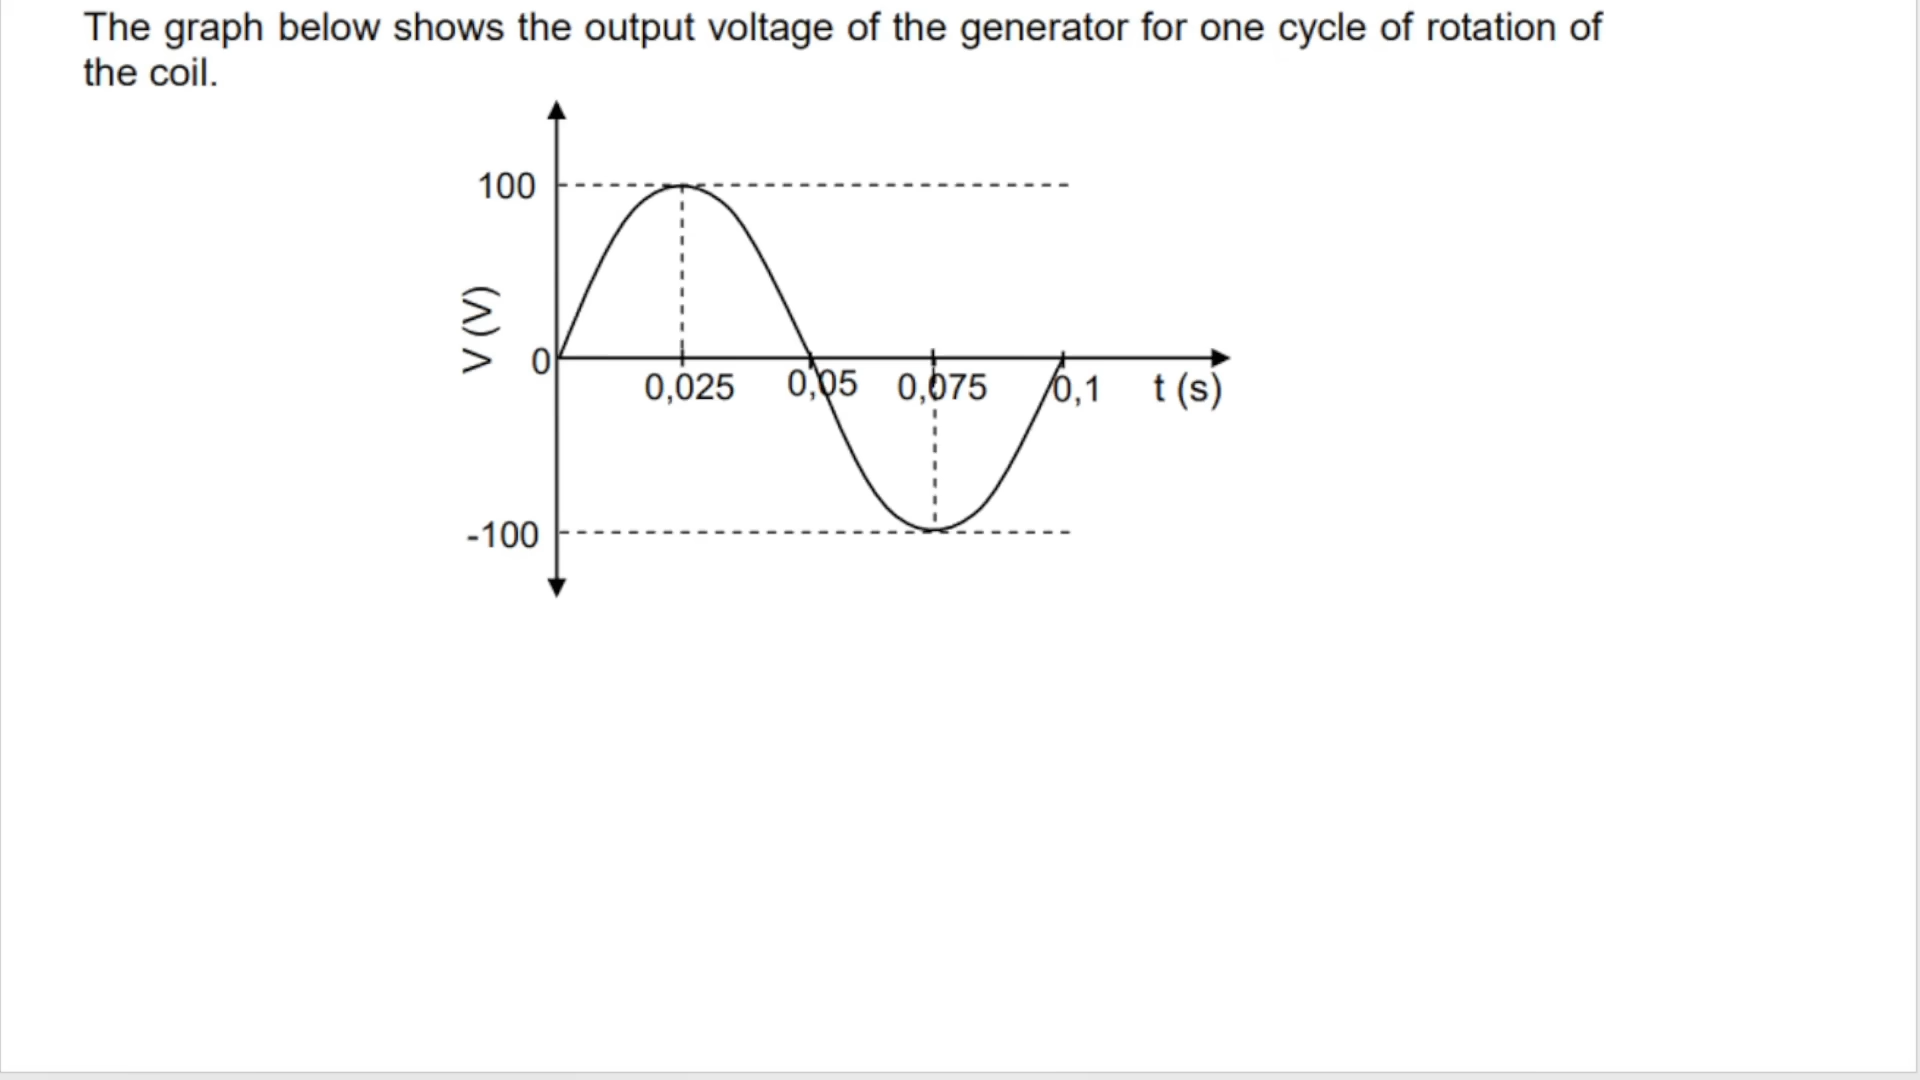 The graph below shows the output voltage of the generator for one cycle of rotation of
the coil.
100
V (V)
0
0,025
0,05
0,075
0,1
t (s)
-100